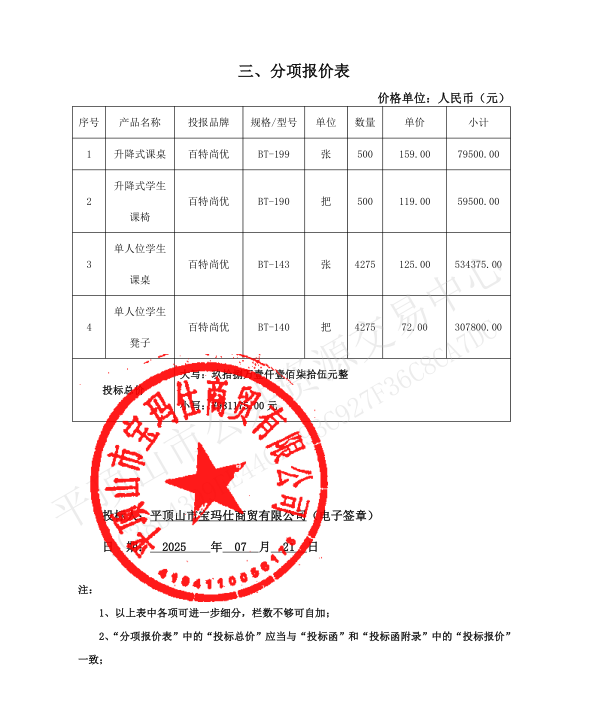 三、分项报价表
价格单位：人民币（元）
序号 产品名称 投报品牌 规格/型号 单位 数量 单价 小计
1 升降式课桌 百特尚优 BT-199 张 500 159.00 79500.00
2 升降式学生课椅 百特尚优 BT-190 把 500 119.00 59500.00
3 单人位学生课桌 百特尚优 BT-143 张 4275 125.00 534375.00
4 单人位学生凳子 百特尚优 BT-140 把 4275 72.00 307800.00
投标总价 大写：玖拾捌万壹仟壹佰柒拾伍元整
小写：981175.00 元
平顶山市宝玛仕商贸有限公司
投标人：平顶山市宝玛仕商贸有限公司（电子签章）
日 期： 2025 年 07 月 21 日
注：
1、以上表中各项可进一步细分，栏数不够可自加；
2、“分项报价表”中的“投标总价”应当与“投标函”和“投标函附录”中的“投标报价”
一致；